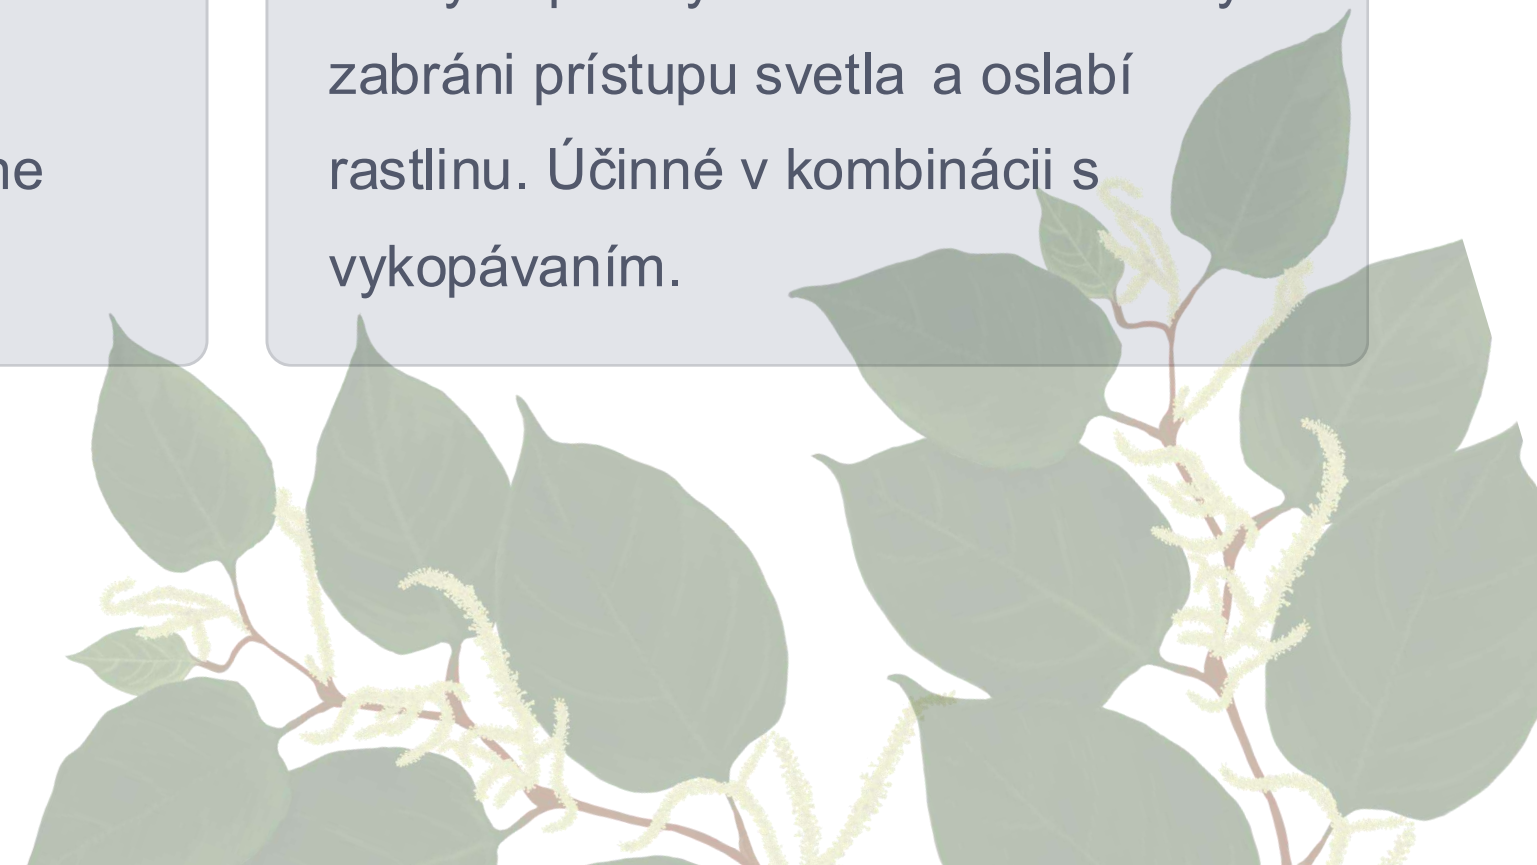 zabráni prístupu svetla a oslabí
rastlinu. Účinné v kombinácii s
vykopávaním.